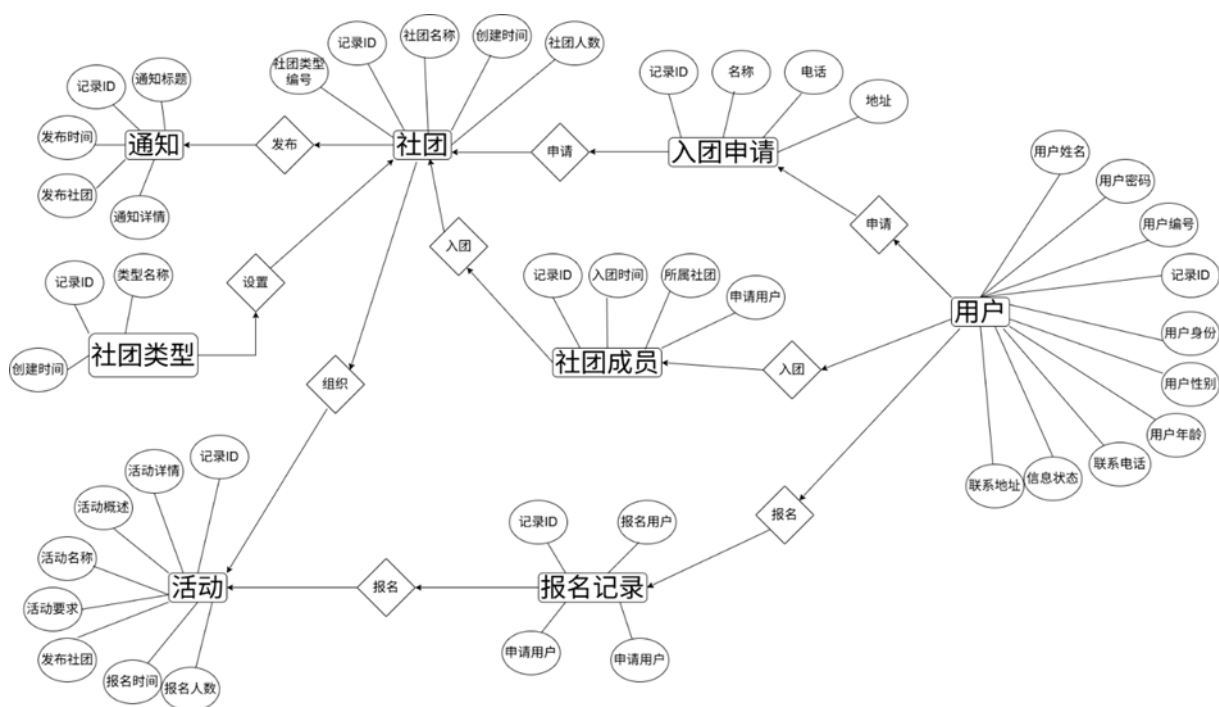 记录ID
社团名称
创建时间
社团人数
社团类型
编号
记录ID
通知标题
发布时间
发布社团
通知详情
通知
发布
社团
申请
记录ID
名称
电话
地址
入团申请
申请
入团
用户姓名
用户密码
用户编号
记录ID
用户身份
用户性别
用户年龄
联系电话
信息状态
联系地址
用户
记录ID
类型名称
创建时间
社团类型
设置
记录ID
入团时间
所属社团
申请用户
社团成员
入团
组织
记录ID
活动详情
活动概述
活动名称
活动要求
发布社团
报名时间
报名人数
活动
报名
记录ID
报名用户
报名记录
申请用户
申请用户
报名